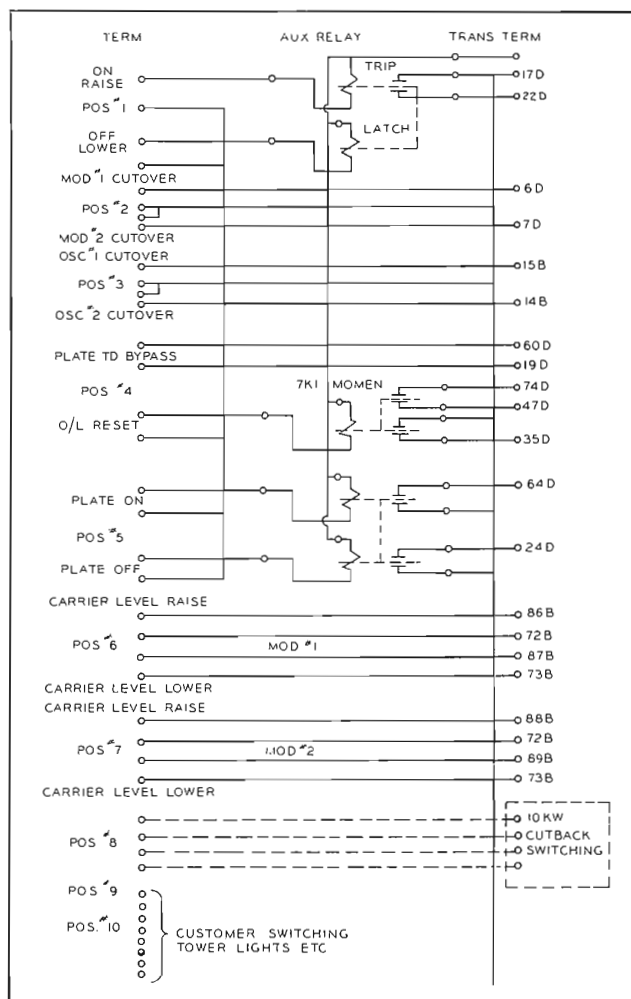 TERM AUX RELAY TRANS TERM
ON
RAISE
TRIP
17D
POS #1
22D
OFF
LOWER
LATCH
MOD #1 CUTOVER
6D
POS #2
7D
MOD #2 CUTOVER
OSC #1 CUTOVER
15B
POS #3
14B
OSC #2 CUTOVER
60D
PLATE TD BYPASS
19D
POS #4
7K1 MOMEN
74D
47D
O/L RESET
35D
PLATE ON
64D
POS #5
24D
PLATE OFF
CARRIER LEVEL RAISE
86B
POS #6
MOD #1
72B
87B
73B
CARRIER LEVEL LOWER
CARRIER LEVEL RAISE
88B
POS #7
MOD #2
72B
89B
73B
CARRIER LEVEL LOWER
10KW
POS #8
CUTBACK
SWITCHING
POS #9
POS. #10
CUSTOMER SWITCHING
TOWER LIGHTS ETC